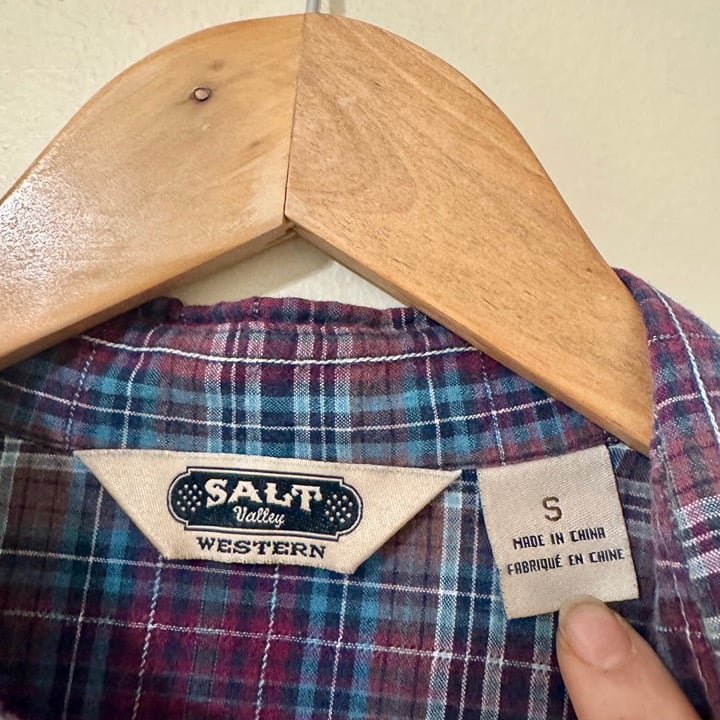 SALT
Valley
WESTERN
S
MADE IN CHINA
FABRIQUÉ EN CHINE